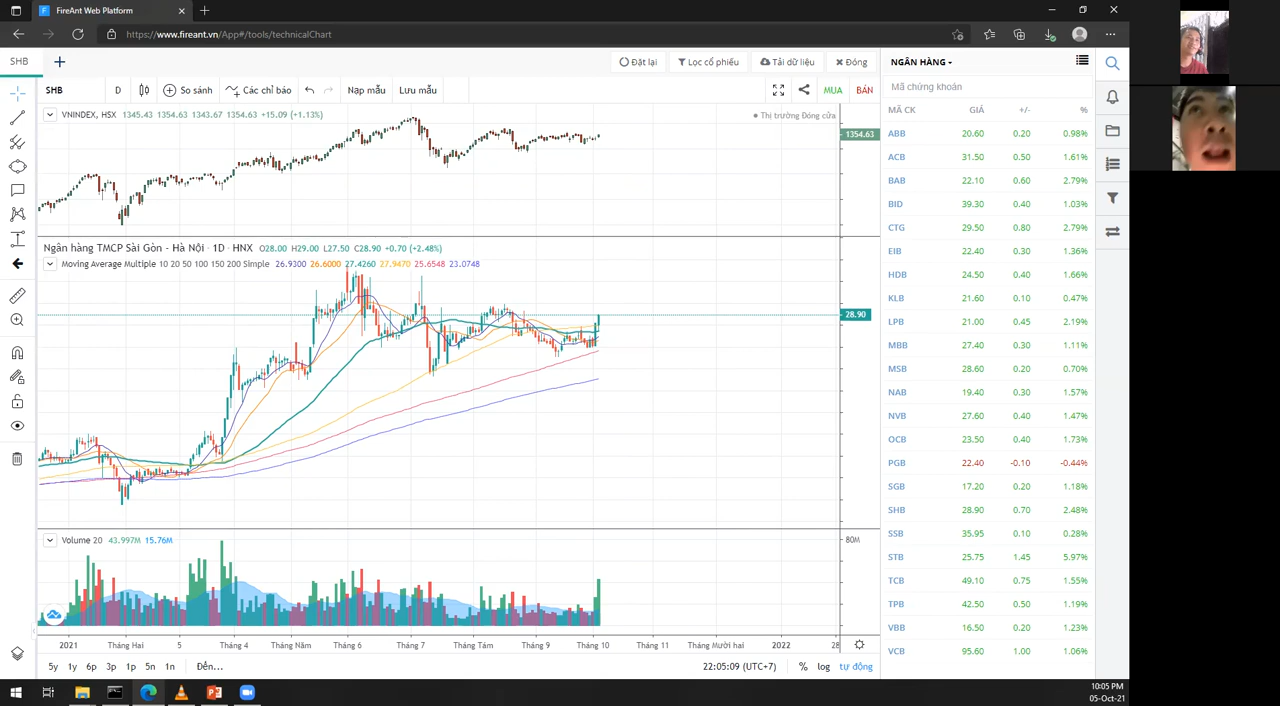 FireAnt Web Platform
https://www.fireant.vn/App#/tools/technicalChart
SHB
Đặt lại
Lọc cổ phiếu
Tải dữ liệu
Đóng
SHB
D
So sánh
Các chỉ báo
Nạp mẫu
Lưu mẫu
MUA
BÁN
VNINDEX, HSX 1345.43 1354.63 1343.67 1354.63 +15.09 (+1.13%)
Thị trường Đóng cửa
1354.63
Ngân hàng TMCP Sài Gòn - Hà Nội · 1D · HNX O28.00 H29.00 L27.50 C28.90 +0.70 (+2.48%)
Moving Average Multiple 10 20 50 100 150 200 Simple 26.9300 26.6000 27.4260 27.9470 25.6548 23.0748
28.90
Volume 20 43.997M 15.76M
80M
2021 Tháng Hai 5 Tháng 4 Tháng Năm Tháng 6 Tháng 7 Tháng Tám Tháng 9 Tháng 10 Tháng 11 Tháng Mười hai 2022 28
5y 1y 6p 3p 1p 5n 1n Đến...
22:05:09 (UTC+7) % log tự động
NGÂN HÀNG
Mã chứng khoán
MÃ CK GIÁ +/- %
ABB 20.60 0.20 0.98%
ACB 31.50 0.50 1.61%
BAB 22.10 0.60 2.79%
BID 39.30 0.40 1.03%
CTG 29.50 0.80 2.79%
EIB 22.40 0.30 1.36%
HDB 24.50 0.40 1.66%
KLB 21.60 0.10 0.47%
LPB 21.00 0.45 2.19%
MBB 27.40 0.30 1.11%
MSB 28.60 0.20 0.70%
NAB 19.40 0.30 1.57%
NVB 27.60 0.40 1.47%
OCB 23.50 0.40 1.73%
PGB 22.40 -0.10 -0.44%
SGB 17.20 0.20 1.18%
SHB 28.90 0.70 2.48%
SSB 35.95 0.10 0.28%
STB 25.75 1.45 5.97%
TCB 49.10 0.75 1.55%
TPB 42.50 0.50 1.19%
VBB 16.50 0.20 1.23%
VCB 95.60 1.00 1.06%
10:05 PM
05-Oct-21